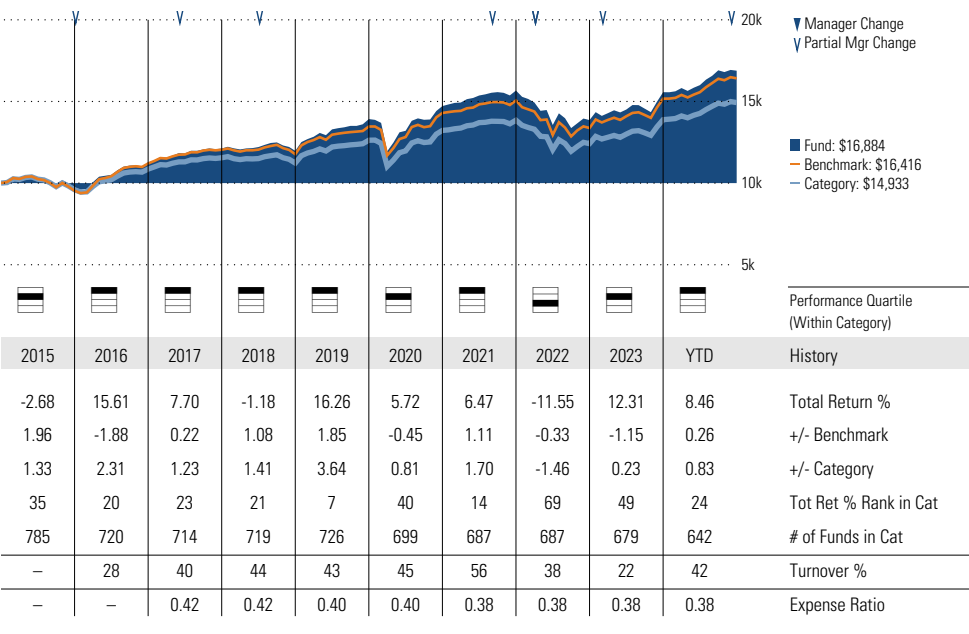 20k
Manager Change
Partial Mgr Change
15k
Fund: $16,884
Benchmark: $16,416
Category: $14,933
10k
5k
Performance Quartile
(Within Category)
2015 2016 2017 2018 2019 2020 2021 2022 2023 YTD History
-2.68 15.61 7.70 -1.18 16.26 5.72 6.47 -11.55 12.31 8.46 Total Return %
1.96 -1.88 0.22 1.08 1.85 -0.45 1.11 -0.33 -1.15 0.26 +/- Benchmark
1.33 2.31 1.23 1.41 3.64 0.81 1.70 -1.46 0.23 0.83 +/- Category
35 20 23 21 7 40 14 69 49 24 Tot Ret % Rank in Cat
785 720 714 719 726 699 687 687 679 642 # of Funds in Cat
– 28 40 44 43 45 56 38 22 42 Turnover %
– – 0.42 0.42 0.40 0.40 0.38 0.38 0.38 0.38 Expense Ratio